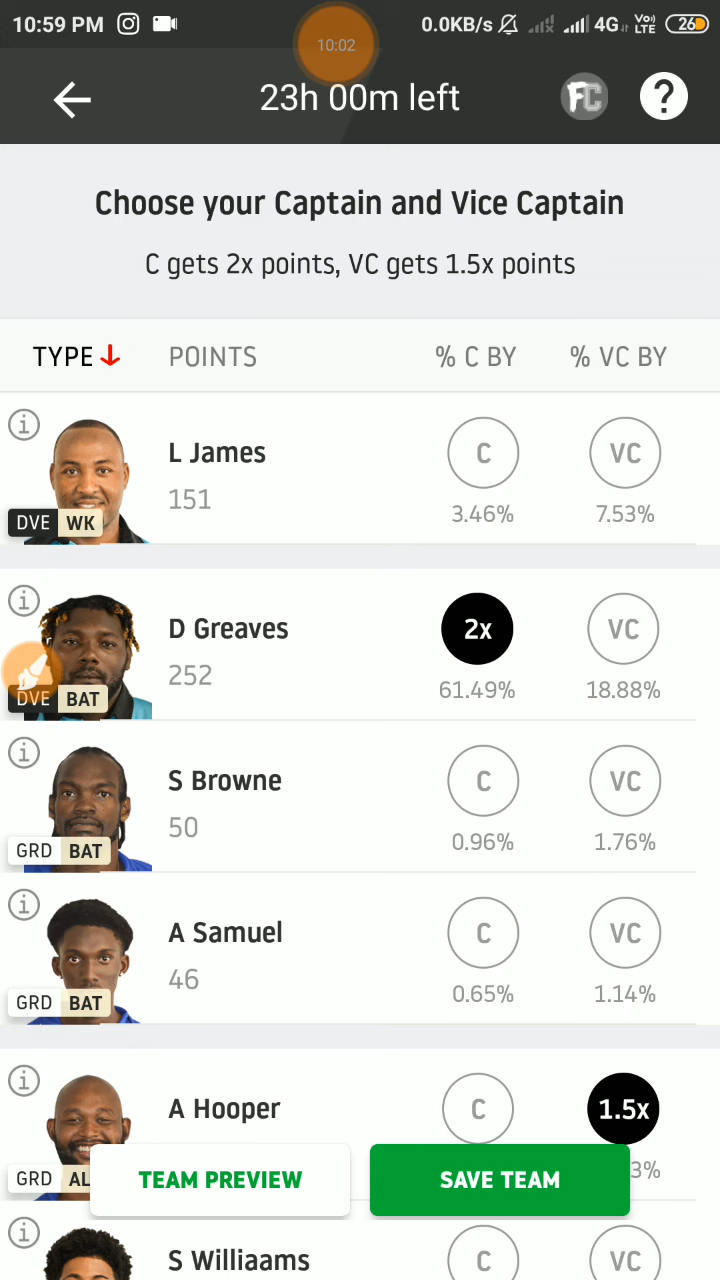 10:59 PM 0.0KB/s 4G Vo) LTE 26
10:02
23h 00m left FC ?
Choose your Captain and Vice Captain
C gets 2x points, VC gets 1.5x points
TYPE POINTS % C BY % VC BY
L James C VC
151 3.46% 7.53%
DVE WK
D Greaves 2x VC
252 61.49% 18.88%
DVE BAT
S Browne C VC
50 0.96% 1.76%
GRD BAT
A Samuel C VC
46 0.65% 1.14%
GRD BAT
A Hooper C 1.5x
GRD AL TEAM PREVIEW SAVE TEAM 3%
S Williaams C VC